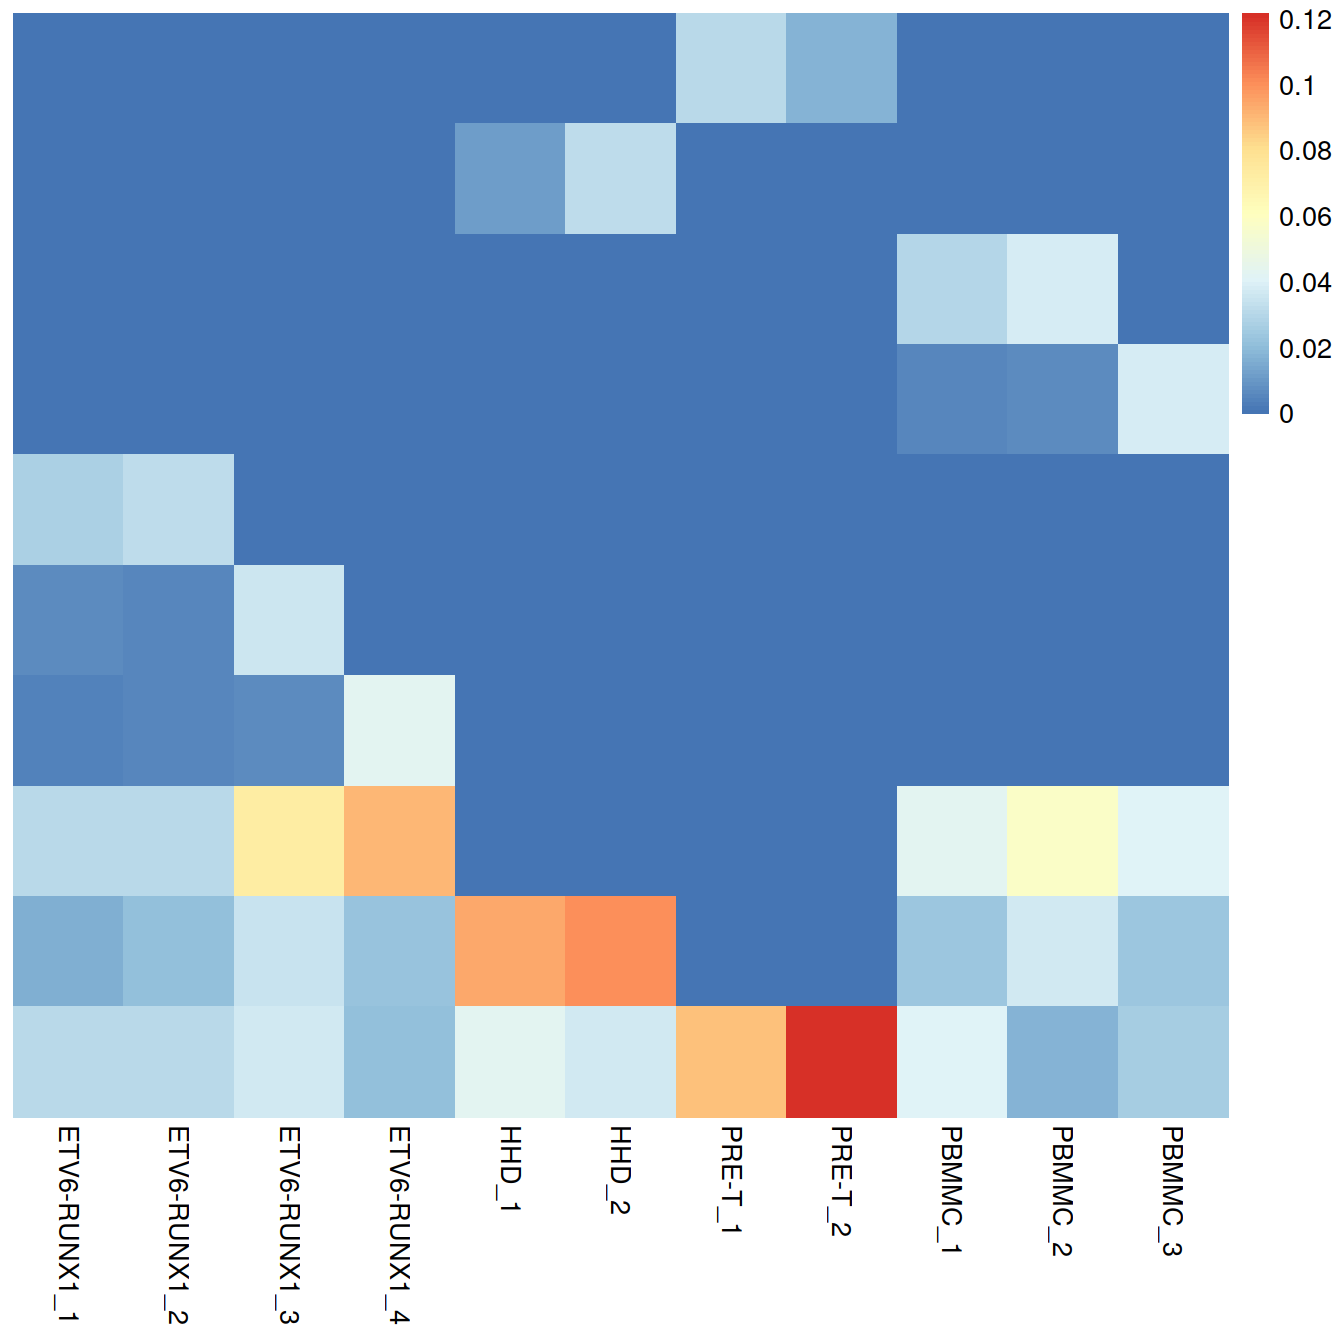 0.12
0.1
0.08
0.06
0.04
0.02
0
ETV6-RUNX1_1
ETV6-RUNX1_2
ETV6-RUNX1_3
ETV6-RUNX1_4
HHD_1
HHD_2
PRE-T_1
PRE-T_2
PBMMC_1
PBMMC_2
PBMMC_3